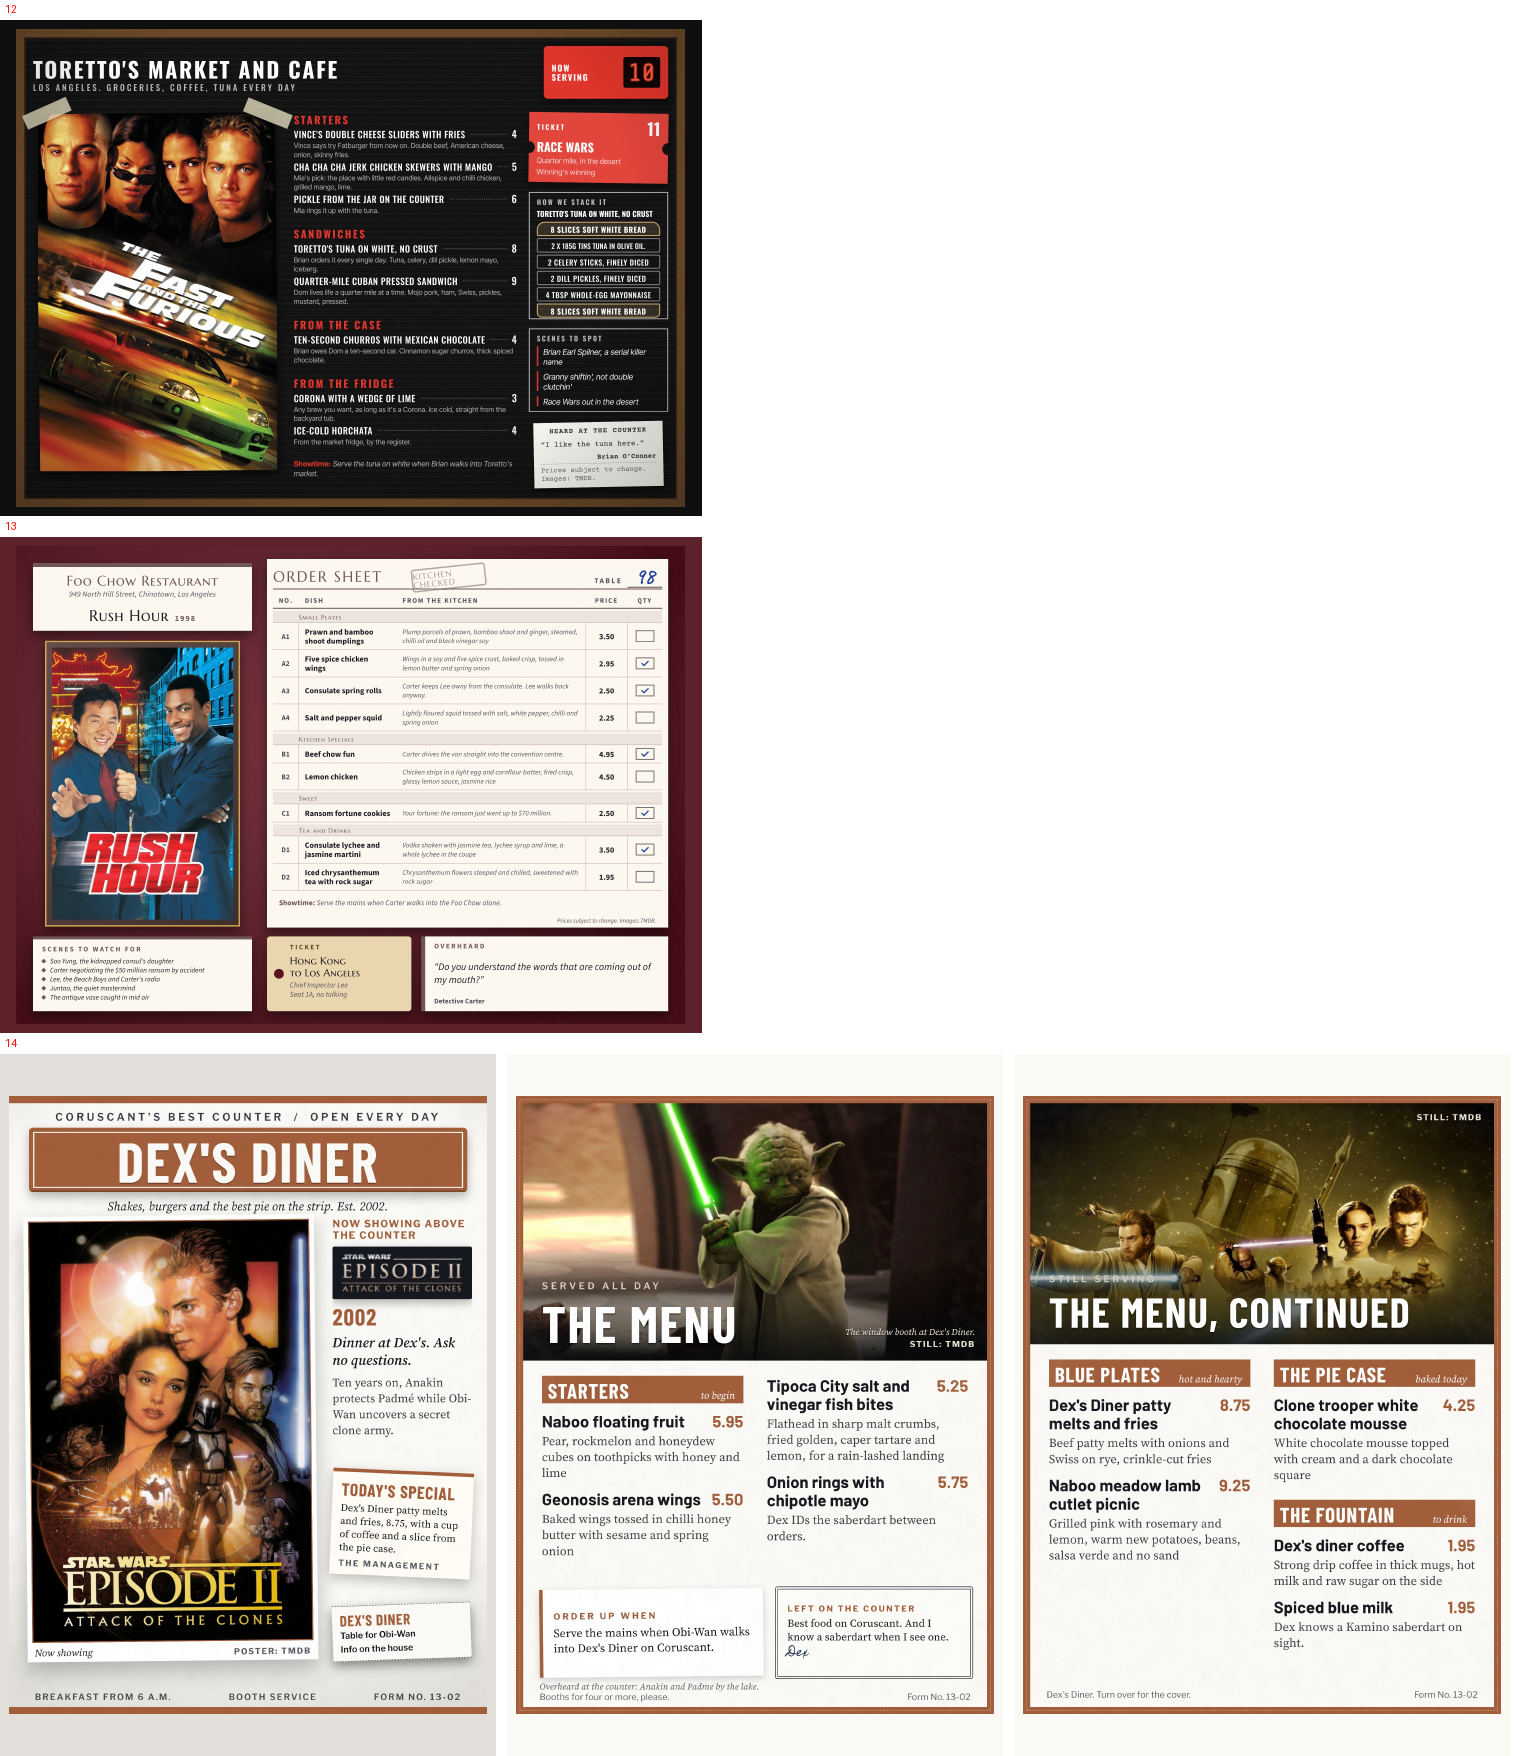 12
TORETTO'S MARKET AND CAFE
LOS ANGELES. GROCERIES, COFFEE, TUNA EVERY DAY
NOW
SERVING
10
THE
FAST
AND THE
FURIOUS
STARTERS
VINCE'S DOUBLE CHEESE SLIDERS WITH FRIES 4
Vince says try Fatburger from now on. Double beef, American cheese,
onion, skinny fries.
CHA CHA CHA JERK CHICKEN SKEWERS WITH MANGO 5
Mia's pick: the place with little red candles. Allspice and chilli chicken,
grilled mango, lime.
PICKLE FROM THE JAR ON THE COUNTER 6
Mia rings it up with the tuna.
SANDWICHES
TORETTO'S TUNA ON WHITE, NO CRUST 8
Brian orders it every single day. Tuna, celery, dill pickle, lemon mayo,
iceberg.
QUARTER-MILE CUBAN PRESSED SANDWICH 9
Dom lives life a quarter mile at a time. Mojo pork, ham, Swiss, pickles,
mustard, pressed.
FROM THE CASE
TEN-SECOND CHURROS WITH MEXICAN CHOCOLATE 4
Brian owes Dom a ten-second car. Cinnamon sugar churros, thick spiced
chocolate.
FROM THE FRIDGE
CORONA WITH A WEDGE OF LIME 3
Any brew you want, as long as it's a Corona. Ice cold, straight from the
backyard tub.
ICE-COLD HORCHATA 4
From the market fridge, by the register.
Showtime: Serve the tuna on white when Brian walks into Toretto's
market.
TICKET 11
RACE WARS
Quarter mile, in the desert
Winning's winning
HOW WE STACK IT
TORETTO'S TUNA ON WHITE, NO CRUST
8 SLICES SOFT WHITE BREAD
2 X 185G TINS TUNA IN OLIVE OIL.
2 CELERY STICKS, FINELY DICED
2 DILL PICKLES, FINELY DICED
4 TBSP WHOLE-EGG MAYONNAISE
8 SLICES SOFT WHITE BREAD
SCENES TO SPOT
Brian Earl Spilner, a serial killer
name
Granny shiftin', not double
clutchin'
Race Wars out in the desert
HEARD AT THE COUNTER
"I like the tuna here."
Brian O'Conner
Prices subject to change.
Images: TMDB.
13
FOO CHOW RESTAURANT
949 North Hill Street, Chinatown, Los Angeles
RUSH HOUR 1998
RUSH
HOUR
ORDER SHEET
KITCHEN
CHECKED
TABLE 98
NO. DISH FROM THE KITCHEN PRICE QTY
SMALL PLATES
A1 Prawn and bamboo
shoot dumplings
Plump parcels of prawn, bamboo shoot and ginger, steamed,
chilli oil and black vinegar soy
3.50
A2 Five spice chicken
wings
Wings in a soy and five spice crust, baked crisp, tossed in
lemon butter and spring onion
2.95
A3 Consulate spring rolls
Carter keeps Lee away from the consulate. Lee walks back
anyway.
2.50
A4 Salt and pepper squid
Lightly floured squid tossed with salt, white pepper, chilli and
spring onion
2.25
KITCHEN SPECIALS
B1 Beef chow fun Carter drives the van straight into the convention centre. 4.95
B2 Lemon chicken
Chicken strips in a light egg and cornflour batter, fried crisp,
glossy lemon sauce, jasmine rice
4.50
SWEET
C1 Ransom fortune cookies Your fortune: the ransom just went up to $70 million. 2.50
TEA AND DRINKS
D1 Consulate lychee and
jasmine martini
Vodka shaken with jasmine tea, lychee syrup and lime, a
whole lychee in the coupe
3.50
D2 Iced chrysanthemum
tea with rock sugar
Chrysanthemum flowers steeped and chilled, sweetened with
rock sugar
1.95
Showtime: Serve the mains when Carter walks into the Foo Chow alone.
Prices subject to change. Images: TMDB.
SCENES TO WATCH FOR
Soo Yung, the kidnapped consul's daughter
Carter negotiating the $50 million ransom by accident
Lee, the Beach Boys and Carter's radio
Juntao, the quiet mastermind
The antique vase caught in mid air
TICKET
HONG KONG
TO LOS ANGELES
Chief Inspector Lee
Seat 1A, no talking
OVERHEARD
"Do you understand the words that are coming out of
my mouth?"
Detective Carter
14
CORUSCANT'S BEST COUNTER / OPEN EVERY DAY
DEX'S DINER
Shakes, burgers and the best pie on the strip. Est. 2002.
NOW SHOWING ABOVE
THE COUNTER
STAR WARS
EPISODE II
ATTACK OF THE CLONES
2002
Dinner at Dex's. Ask
no questions.
Ten years on, Anakin
protects Padmé while Obi-
Wan uncovers a secret
clone army.
TODAY'S SPECIAL
Dex's Diner patty melts
and fries, 8.75, with a cup
of coffee and a slice from
the pie case.
THE MANAGEMENT
DEX'S DINER
Table for Obi-Wan
Info on the house
STAR WARS
EPISODE II
ATTACK OF THE CLONES
Now showing
POSTER: TMDB
BREAKFAST FROM 6 A.M. BOOTH SERVICE FORM NO. 13-02
SERVED ALL DAY
THE MENU
The window booth at Dex's Diner.
STILL: TMDB
STARTERS to begin
Naboo floating fruit 5.95
Pear, rockmelon and honeydew
cubes on toothpicks with honey and
lime
Geonosis arena wings 5.50
Baked wings tossed in chilli honey
butter with sesame and spring
onion
Tipoca City salt and
vinegar fish bites 5.25
Flathead in sharp malt crumbs,
fried golden, caper tartare and
lemon, for a rain-lashed landing
Onion rings with
chipotle mayo 5.75
Dex IDs the saberdart between
orders.
ORDER UP WHEN
Serve the mains when Obi-Wan walks
into Dex's Diner on Coruscant.
LEFT ON THE COUNTER
Best food on Coruscant. And I
know a saberdart when I see one.
Dex
Overheard at the counter: Anakin and Padme by the lake.
Booths for four or more, please.
Form No. 13-02
STILL: TMDB
STILL SERVING
THE MENU, CONTINUED
BLUE PLATES hot and hearty
Dex's Diner patty
melts and fries 8.75
Beef patty melts with onions and
Swiss on rye, crinkle-cut fries
Naboo meadow lamb
cutlet picnic 9.25
Grilled pink with rosemary and
lemon, warm new potatoes, beans,
salsa verde and no sand
THE PIE CASE baked today
Clone trooper white
chocolate mousse 4.25
White chocolate mousse topped
with cream and a dark chocolate
square
THE FOUNTAIN to drink
Dex's diner coffee 1.95
Strong drip coffee in thick mugs, hot
milk and raw sugar on the side
Spiced blue milk 1.95
Dex knows a Kamino saberdart on
sight.
Dex's Diner. Turn over for the cover.
Form No. 13-02